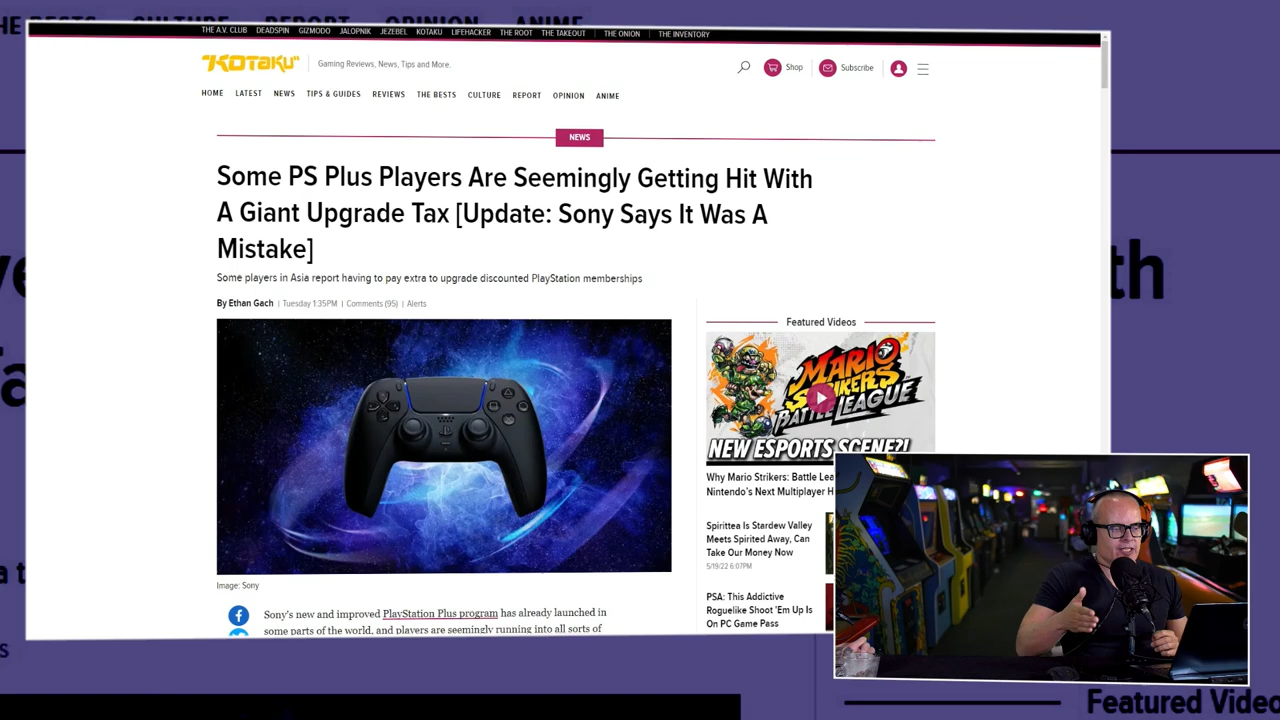 THE A.V. CLUB DEADSPIN GIZMODO JALOPNIK JEZEBEL KOTAKU LIFEHACKER THE ROOT THE TAKEOUT THE ONION THE INVENTORY
KOTAKU Gaming Reviews, News, Tips and More. Shop Subscribe
HOME LATEST NEWS TIPS & GUIDES REVIEWS THE BESTS CULTURE REPORT OPINION ANIME
NEWS
Some PS Plus Players Are Seemingly Getting Hit With
A Giant Upgrade Tax [Update: Sony Says It Was A
Mistake]
Some players in Asia report having to pay extra to upgrade discounted PlayStation memberships
By Ethan Gach | Tuesday 1:35PM | Comments (95) | Alerts
Featured Videos
MARIO
STRIKERS
BATTLE LEAGUE
NEW ESPORTS SCENE?!
Why Mario Strikers: Battle Lea
Nintendo's Next Multiplayer H
Spirittea Is Stardew Valley
Meets Spirited Away, Can
Take Our Money Now
5/19/22 6:07PM
PSA: This Addictive
Roguelike Shoot 'Em Up Is
On PC Game Pass
Image: Sony
Sony's new and improved PlayStation Plus program has already launched in
some parts of the world, and players are seemingly running into all sorts of
Featured Video